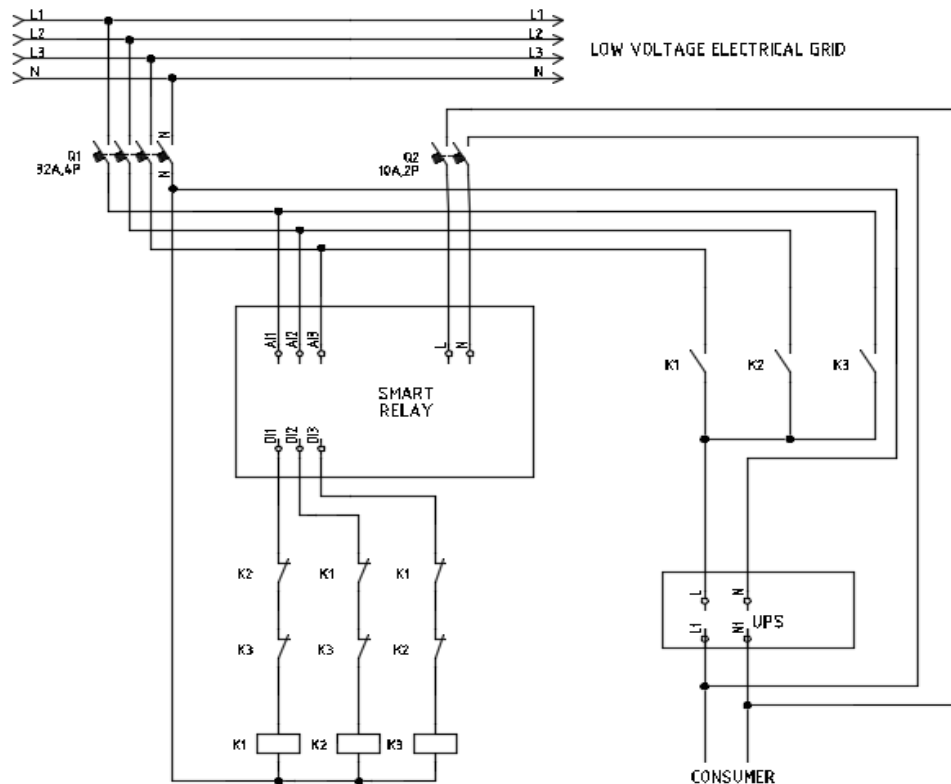 L1 L1
L2 L2
L3 L3
N N
LOW VOLTAGE ELECTRICAL GRID
N
Q1
32A,4P
N
Q2
10A,2P
AI1 AI2 AI3 L N
SMART
RELAY
DI1 DI2 DI3
K1 K2 K3
K2 K1 K1
K3 K3 K2
K1 K2 K3
L N
UPS
L1 N1
CONSUMER